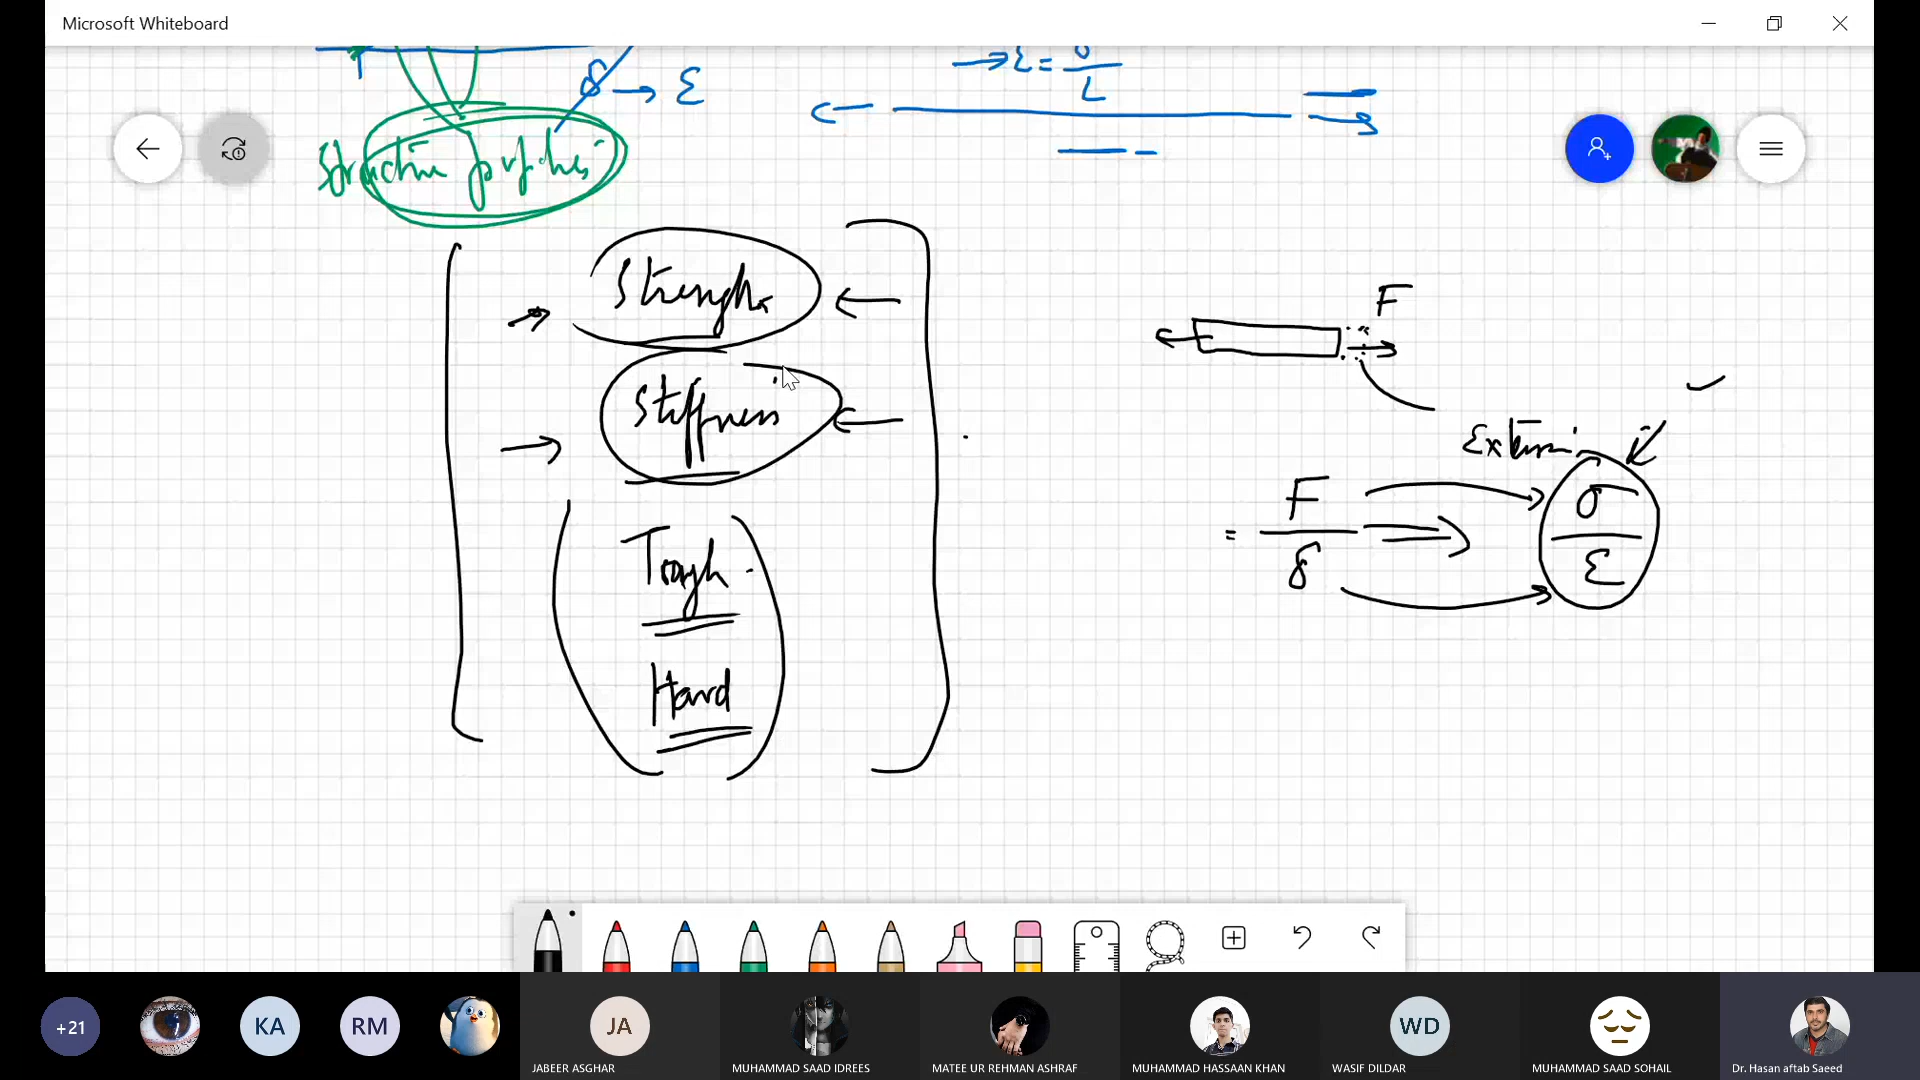 Microsoft Whiteboard
δ → ε
→ ε = δ
L
Structure properties
Strength
Stiffness
Tough
Hard
F
Extension
= F
δ
σ
ε
+21
KA
RM
JA
WD
JABEER ASGHAR
MUHAMMAD SAAD IDREES
MATEE UR REHMAN ASHRAF
MUHAMMAD HASSAAN KHAN
WASIF DILDAR
MUHAMMAD SAAD SOHAIL
Dr. Hasan aftab Saeed